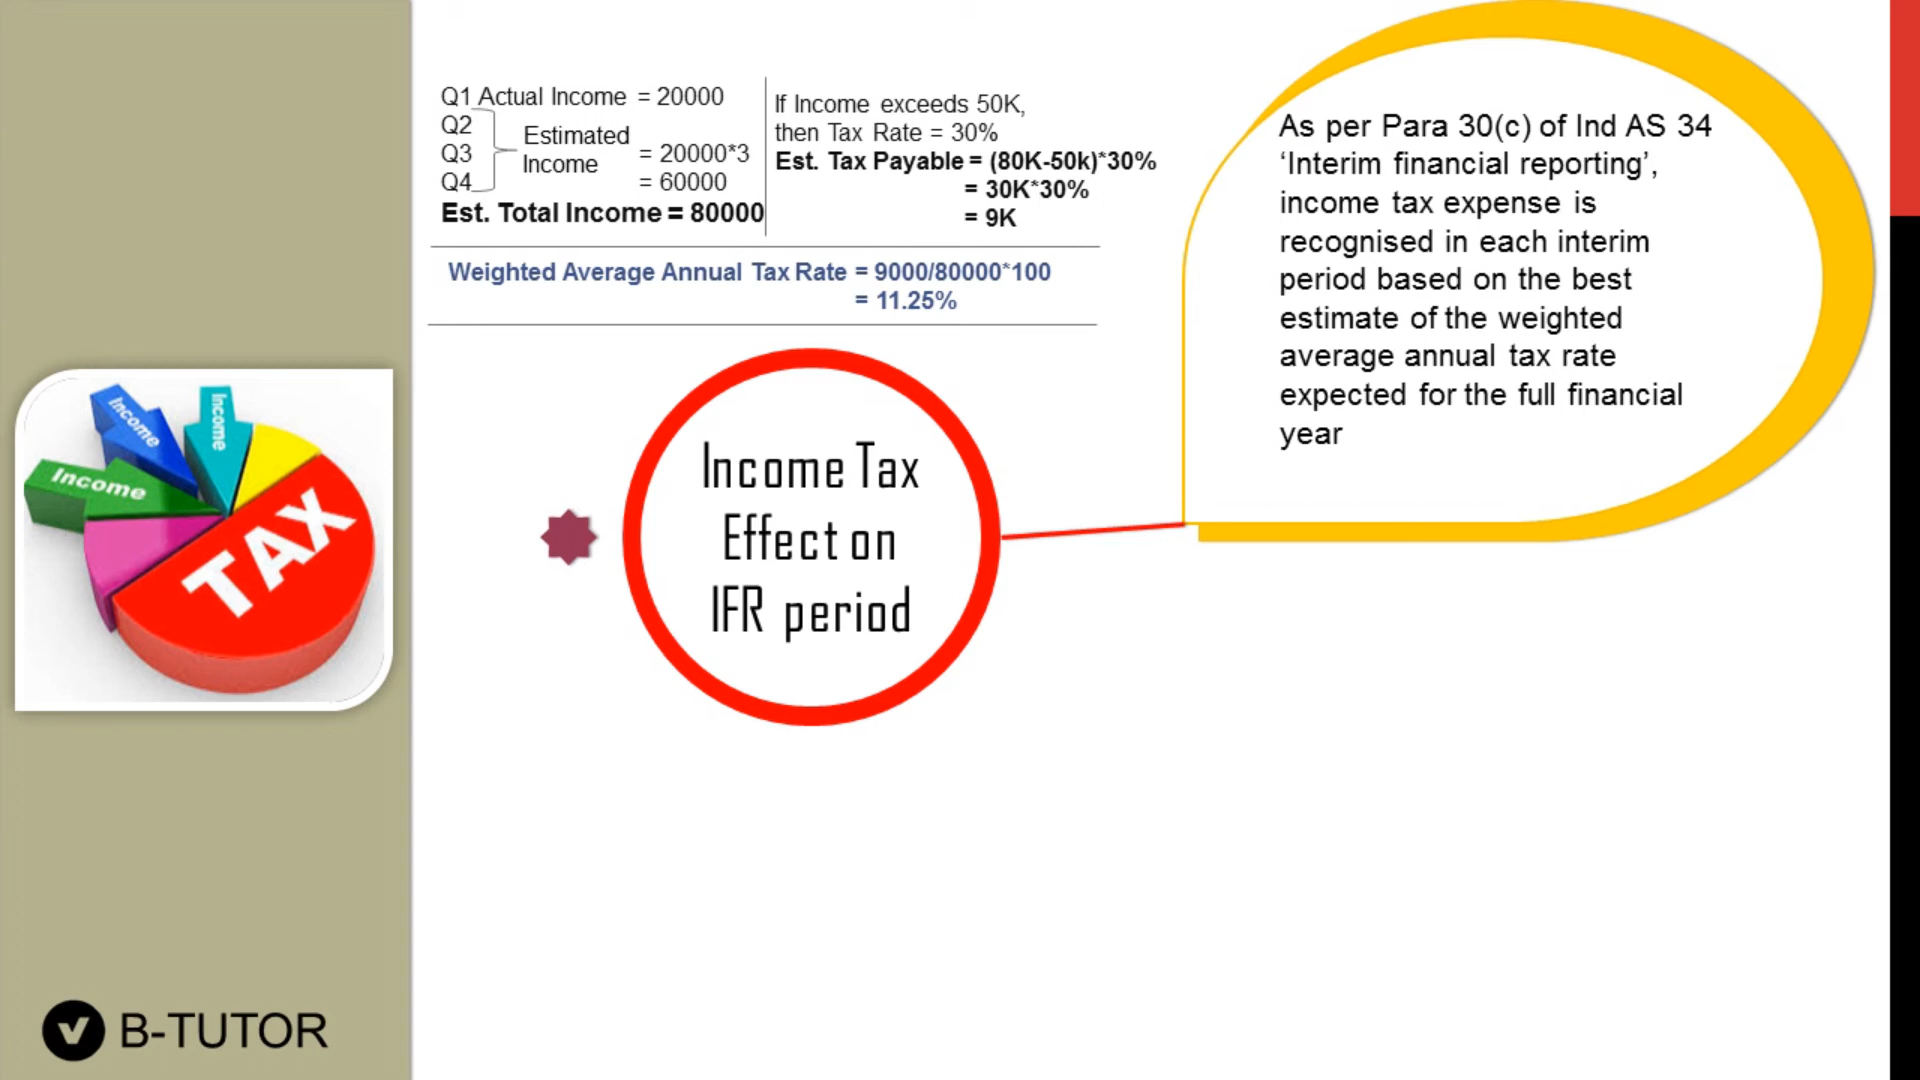 Q1 Actual Income = 20000
Q2
Q3
Q4
Estimated
Income
= 20000*3
= 60000
Est. Total Income = 80000
If Income exceeds 50K,
then Tax Rate = 30%
Est. Tax Payable = (80K-50k)*30%
= 30K*30%
= 9K
Weighted Average Annual Tax Rate = 9000/80000*100
= 11.25%
As per Para 30(c) of Ind AS 34
‘Interim financial reporting’,
income tax expense is
recognised in each interim
period based on the best
estimate of the weighted
average annual tax rate
expected for the full financial
year
Income Tax
Effect on
IFR period
Income
Income
Income
TAX
B-TUTOR